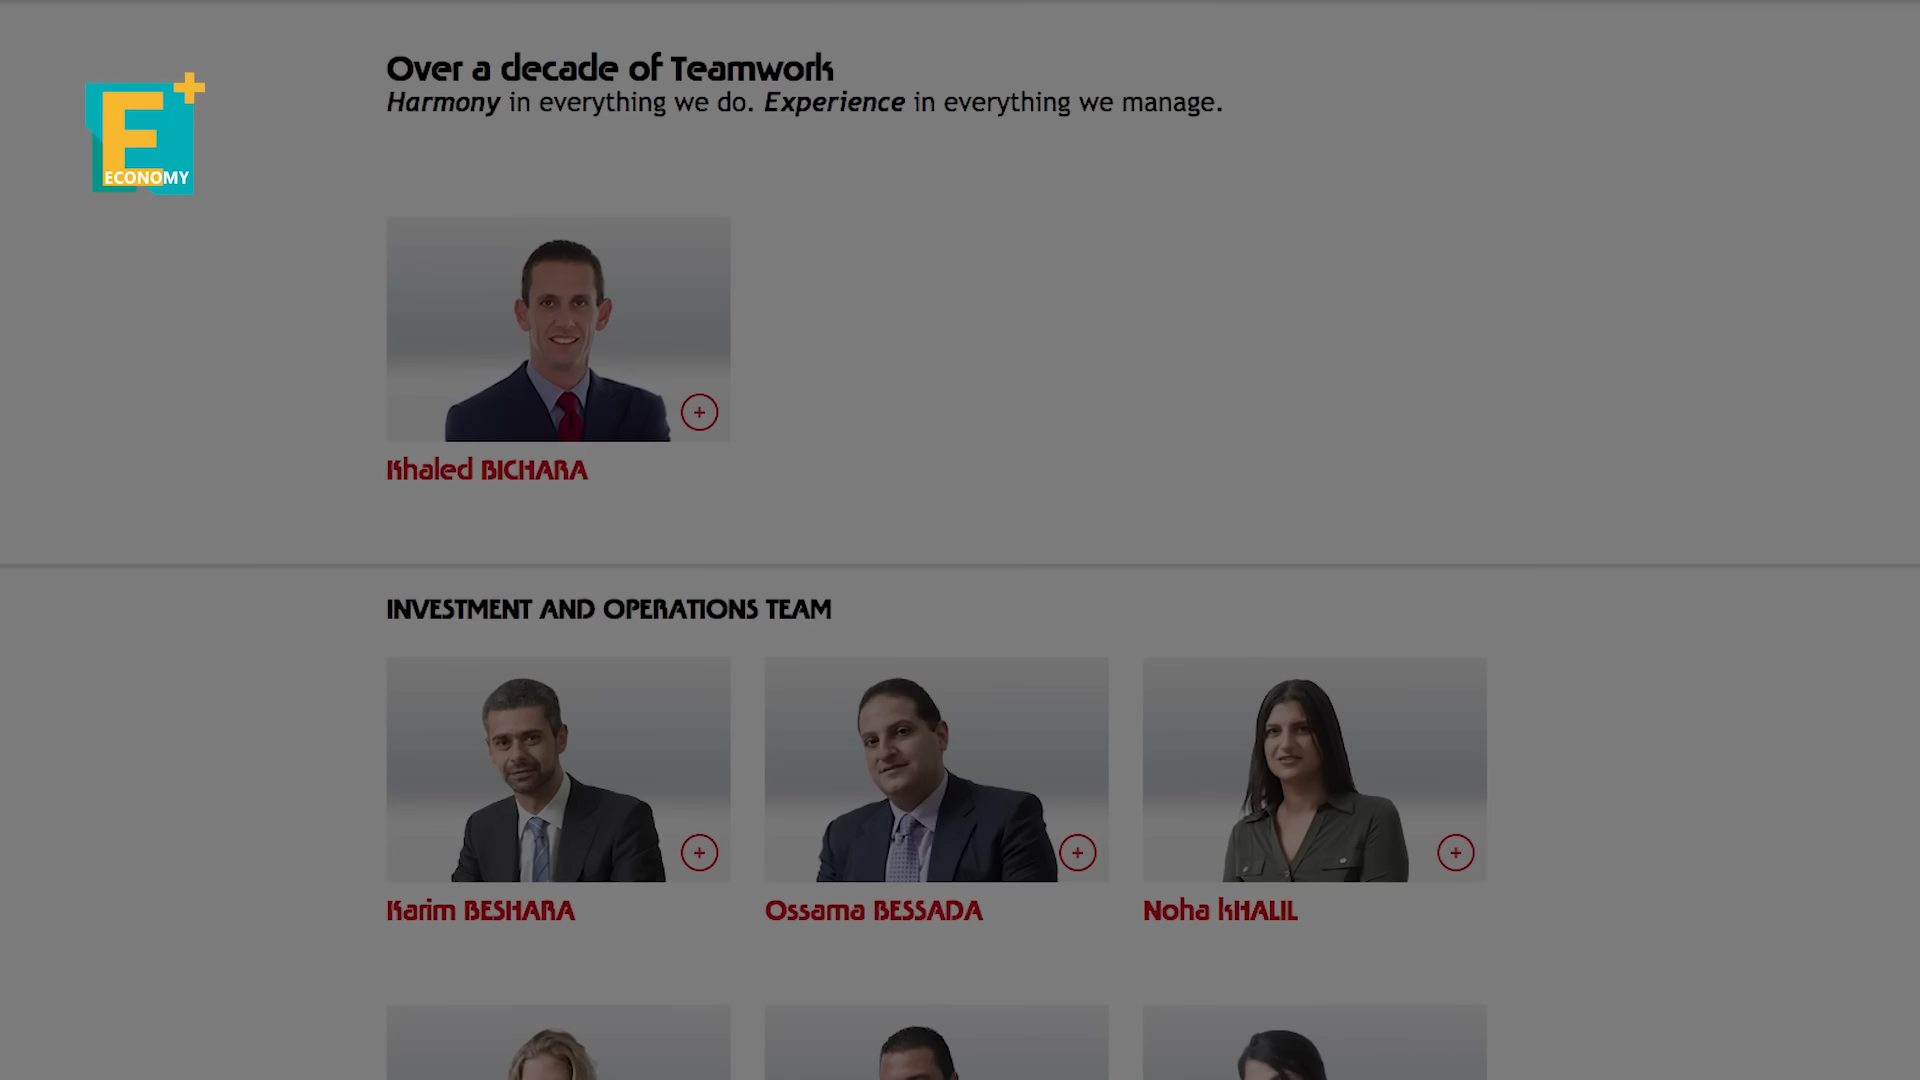 Over a decade of Teamwork
Harmony in everything we do. Experience in everything we manage.
E+
ECONOMY
Khaled BICHARA
INVESTMENT AND OPERATIONS TEAM
Karim BESHARA
Ossama BESSADA
Noha kHALIL